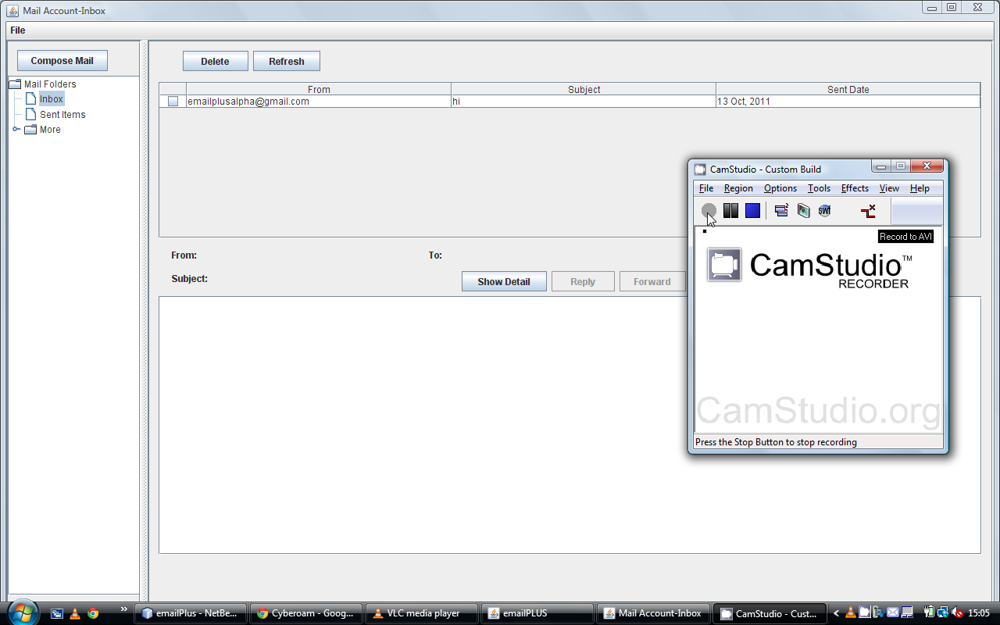 Mail Account-Inbox
File
Compose Mail
Mail Folders
Inbox
Sent Items
More
Delete Refresh
From Subject Sent Date
emailplusalpha@gmail.com hi 13 Oct, 2011
From: To:
Subject:
Show Detail Reply Forward
CamStudio - Custom Build
File Region Options Tools Effects View Help
SWf
Record to AVI
CamStudio™
RECORDER
CamStudio.org
Press the Stop Button to stop recording
emailPlus - NetBe... Cyberoam - Goog... VLC media player emailPLUS Mail Account-Inbox CamStudio - Cust... 15:05